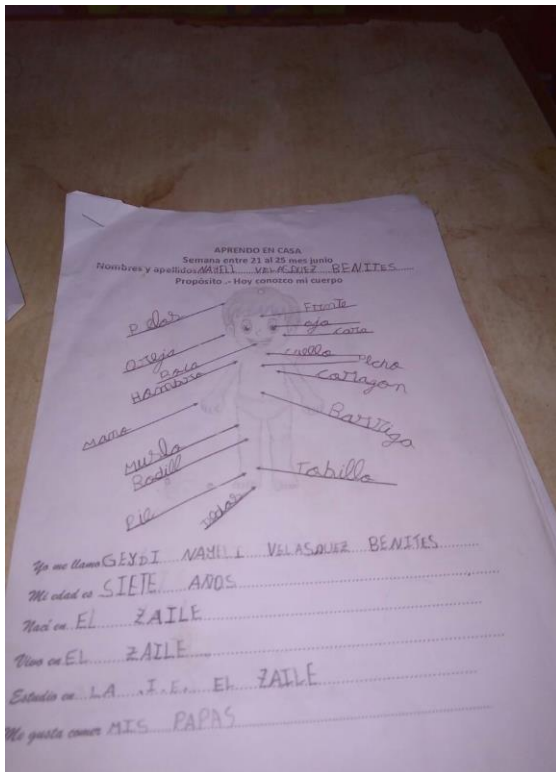 APRENDO EN CASA
Semana entre 21 al 25 mes junio
Nombres y apellidos NAYELI VELASQUEZ BENITES
Propósito .- Hoy conozco mi cuerpo
Pelos
Frente
ojo
cara
Oreja
Boca
Hombro
cuello
Pecho
Corazon
Mano
Barriga
Muslo
Rodill
Tobillo
Pie
Dedos
Yo me llamo GEYDI NAYELI VELASQUEZ BENITES
Mi edad es SIETE AÑOS
Nací en EL ZAILE
Vivo en EL ZAILE
Estudio en LA .I.E. EL ZAILE
Me gusta comer MIS PAPAS